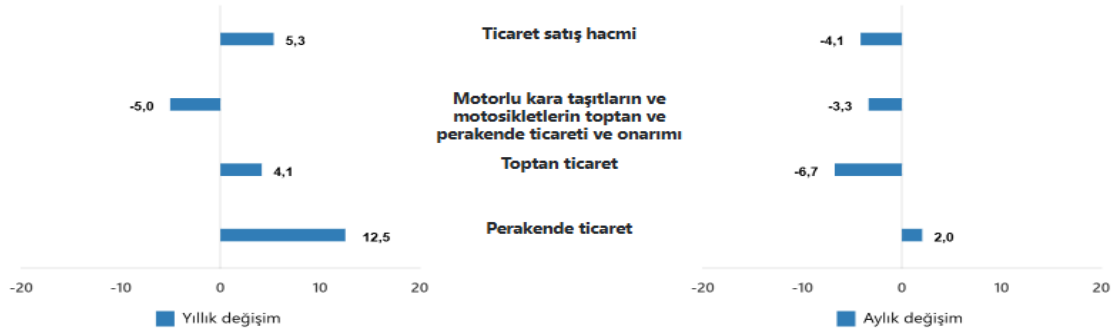 Ticaret satış hacmi
5,3
-4,1
Motorlu kara taşıtların ve
motosikletlerin toptan ve
perakende ticareti ve onarımı
-5,0
-3,3
Toptan ticaret
4,1
-6,7
Perakende ticaret
12,5
2,0
-20 -10 0 10 20
-20 -10 0 10 20
Yıllık değişim
Aylık değişim